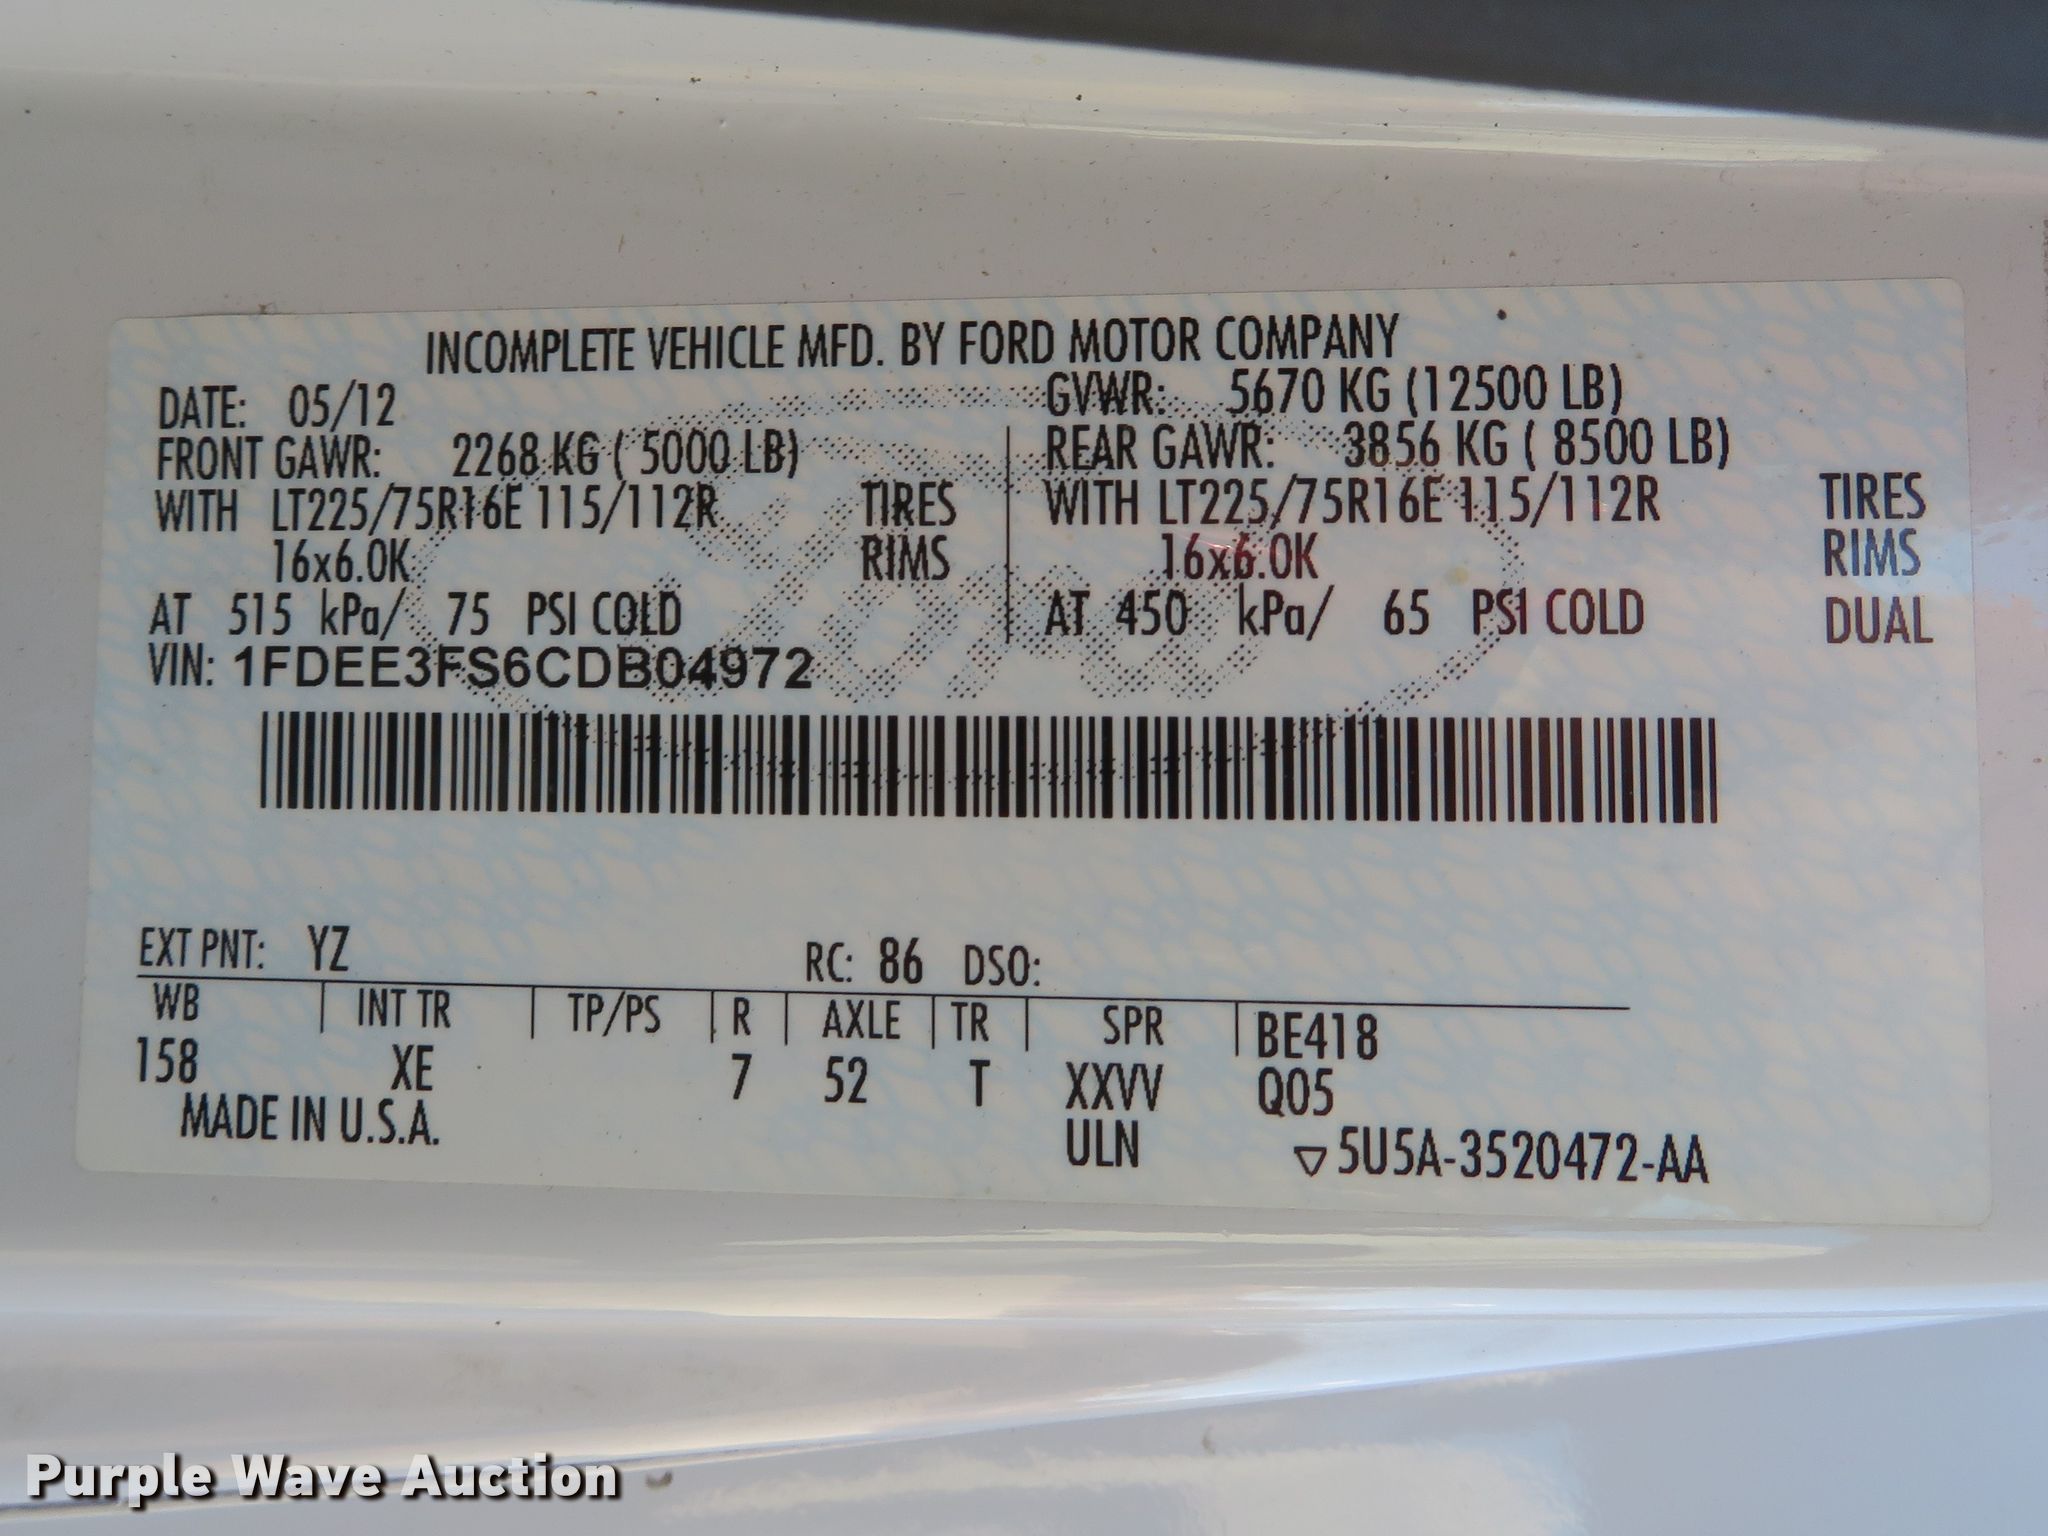 INCOMPLETE VEHICLE MFD. BY FORD MOTOR COMPANY
DATE: 05/12 GVWR: 5670 KG (12500 LB)
FRONT GAWR: 2268 KG ( 5000 LB) REAR GAWR: 3856 KG ( 8500 LB)
WITH LT225/75R16E 115/112R TIRES WITH LT225/75R16E 115/112R TIRES
16x6.0K RIMS 16x6.0K RIMS
AT 515 kPa/ 75 PSI COLD AT 450 kPa/ 65 PSI COLD DUAL
VIN: 1FDEE3FS6CDB04972
EXT PNT: YZ RC: 86 DSO:
WB INT TR TP/PS R AXLE TR SPR BE418
158 XE 7 52 T XXVV Q05
MADE IN U.S.A. ULN ▽5U5A-3520472-AA
Ford
Purple Wave Auction